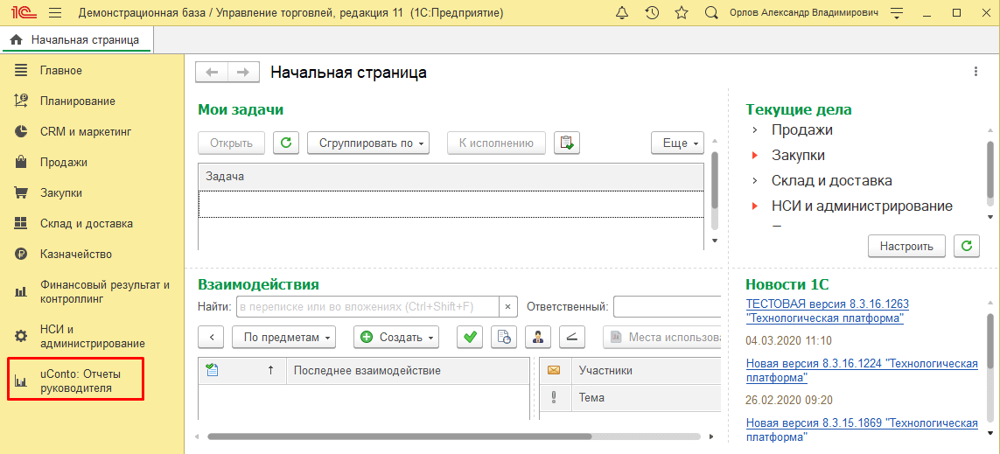 1С Демонстрационная база / Управление торговлей, редакция 11 (1С:Предприятие) Орлов Александр Владимирович
Начальная страница
Главное
Планирование
CRM и маркетинг
Продажи
Закупки
Склад и доставка
Казначейство
Финансовый результат и
контроллинг
НСИ и
администрирование
uConto: Отчеты
руководителя
Начальная страница
Мои задачи
Открыть Сгруппировать по К исполнению Еще
Задача
Текущие дела
Продажи
Закупки
Склад и доставка
НСИ и администрирование
Настроить
Взаимодействия
Найти: в переписке или во вложениях (Ctrl+Shift+F) × Ответственный:
По предметам Создать Места использова
Последнее взаимодействие Участники
Тема
Новости 1С
ТЕСТОВАЯ версия 8.3.16.1263
"Технологическая платформа"
04.03.2020 11:10
Новая версия 8.3.16.1224 "Технологическая
платформа"
26.02.2020 09:20
Новая версия 8.3.15.1869 "Технологическая
платформа"